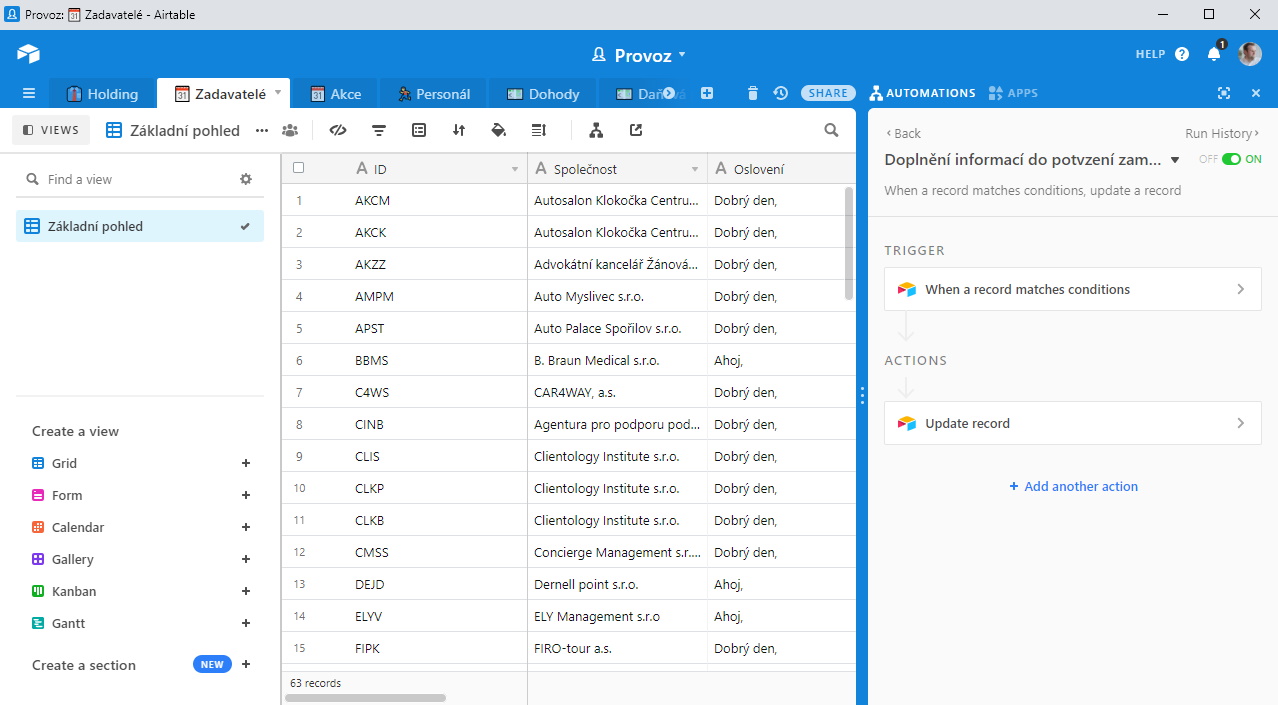 Provoz: 31 Zadavatelé - Airtable
Provoz
HELP ? 1
Holding
31 Zadavatelé
31 Akce
Personál
Dohody
SHARE
AUTOMATIONS
APPS
VIEWS
Základní pohled
Find a view
Základní pohled
Create a view
Grid +
Form +
Calendar +
Gallery +
Kanban +
Gantt +
Create a section NEW +
A ID A Společnost A Oslovení
1 AKCM Autosalon Klokočka Centru... Dobrý den,
2 AKCK Autosalon Klokočka Centru... Dobrý den,
3 AKZZ Advokátní kancelář Žánová... Dobrý den,
4 AMPM Auto Myslivec s.r.o. Dobrý den,
5 APST Auto Palace Spořilov s.r.o. Dobrý den,
6 BBMS B. Braun Medical s.r.o. Ahoj,
7 C4WS CAR4WAY, a.s. Dobrý den,
8 CINB Agentura pro podporu pod... Dobrý den,
9 CLIS Clientology Institute s.r.o. Dobrý den,
10 CLKP Clientology Institute s.r.o. Dobrý den,
11 CLKB Clientology Institute s.r.o. Dobrý den,
12 CMSS Concierge Management s.r.... Dobrý den,
13 DEJD Dernell point s.r.o. Ahoj,
14 ELYV ELY Management s.r.o Ahoj,
15 FIPK FIRO-tour a.s. Dobrý den,
63 records
‹ Back
Run History ›
Doplnění informací do potvzení zam...
OFF ON
When a record matches conditions, update a record
TRIGGER
When a record matches conditions
ACTIONS
Update record
+ Add another action